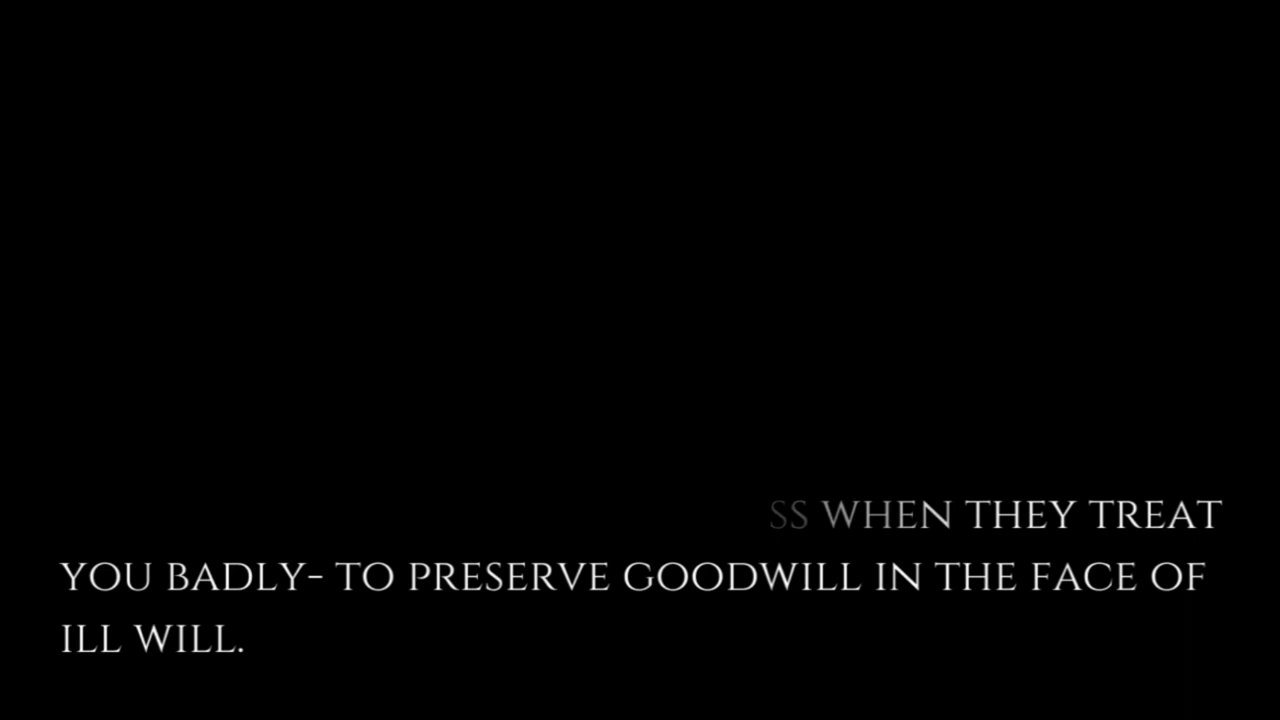 SS WHEN THEY TREAT
YOU BADLY- TO PRESERVE GOODWILL IN THE FACE OF
ILL WILL.